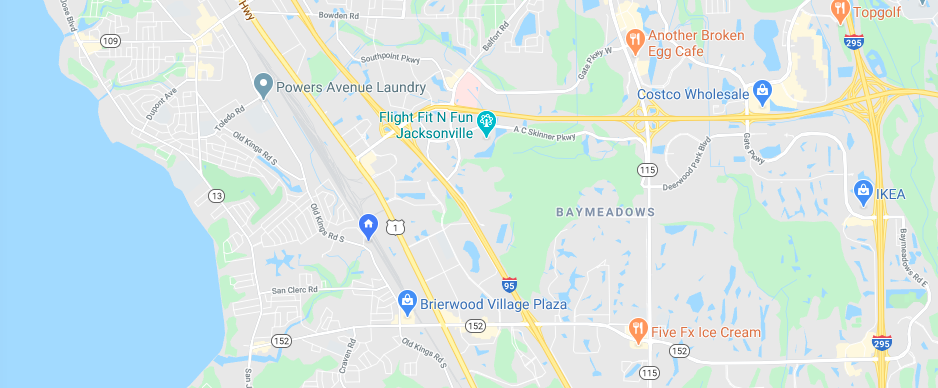 Jose Blvd
109
Hwy
Bowden Rd
Belfort Rd
Southpoint Pkwy
Gate Pkwy W
Another Broken
Egg Cafe
Topgolf
295
Dupont Ave
Powers Avenue Laundry
Toledo Rd
Costco Wholesale
Flight Fit N Fun
Jacksonville
A C Skinner Pkwy
Old Kings Rd S
Gate Pkwy
Deerwood Park Blvd
115
13
IKEA
BAYMEADOWS
Old Kings Rd S
1
Baymeadows Rd E
San Clerc Rd
95
Brierwood Village Plaza
152
152
Five Fx Ice Cream
Craven Rd
Old Kings Rd S
152
295
San J
115